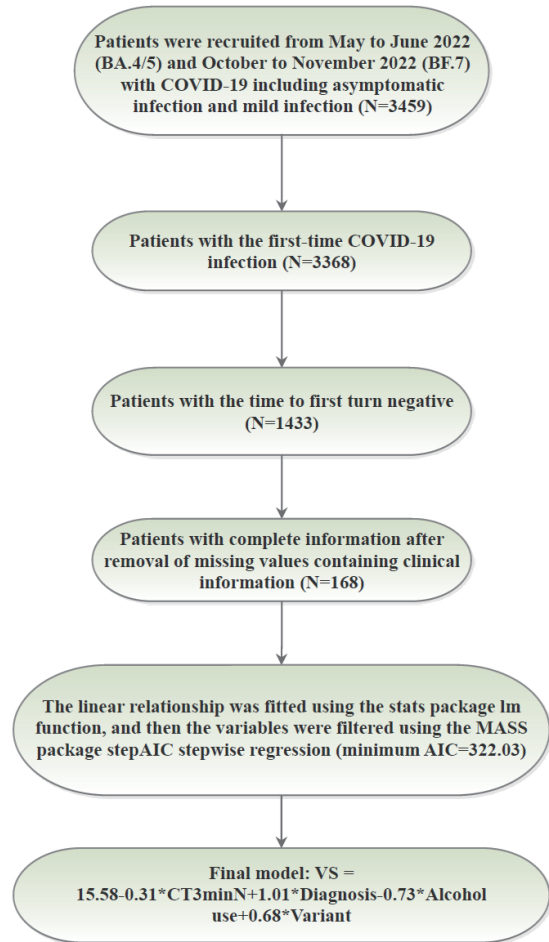 Patients were recruited from May to June 2022
(BA.4/5) and October to November 2022 (BF.7)
with COVID-19 including asymptomatic
infection and mild infection (N=3459)
Patients with the first-time COVID-19
infection (N=3368)
Patients with the time to first turn negative
(N=1433)
Patients with complete information after
removal of missing values containing clinical
information (N=168)
The linear relationship was fitted using the stats package lm
function, and then the variables were filtered using the MASS
package stepAIC stepwise regression (minimum AIC=322.03)
Final model: VS =
15.58-0.31*CT3minN+1.01*Diagnosis-0.73*Alcohol
use+0.68*Variant